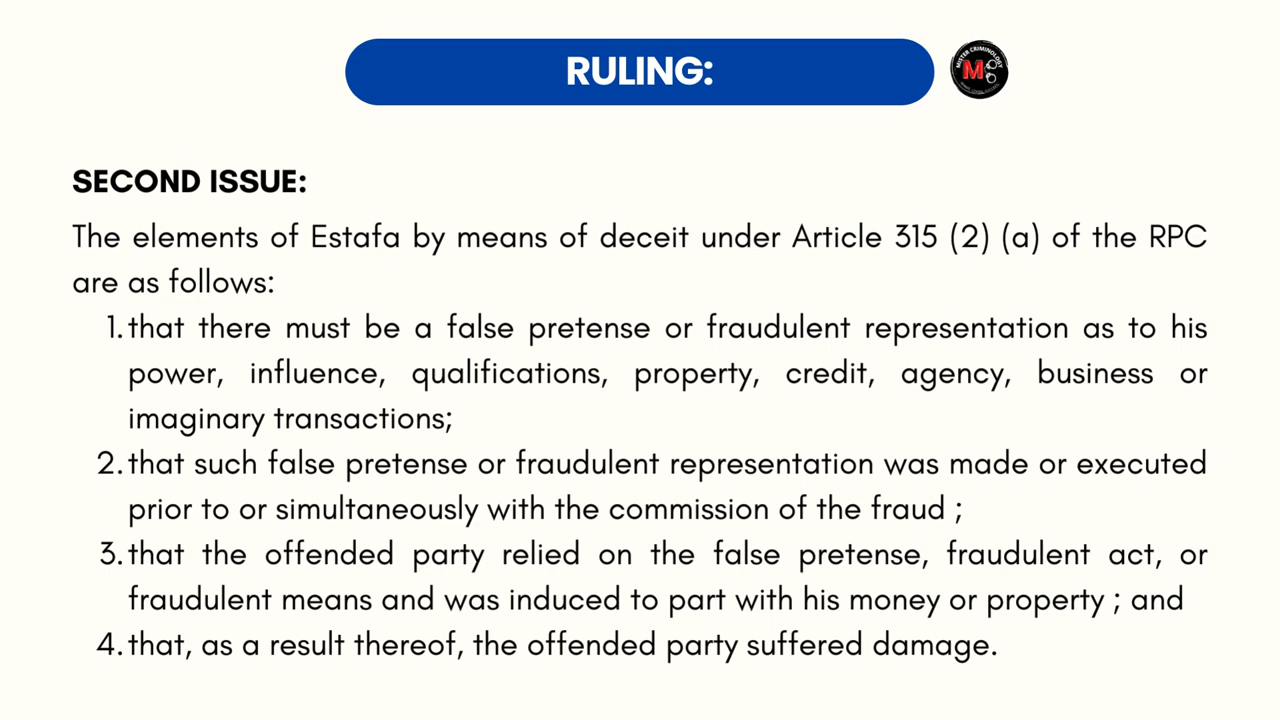 RULING:
MISTER CRIMINOLOGY
M
SECOND ISSUE:
The elements of Estafa by means of deceit under Article 315 (2) (a) of the RPC
are as follows:
1. that there must be a false pretense or fraudulent representation as to his
power, influence, qualifications, property, credit, agency, business or
imaginary transactions;
2. that such false pretense or fraudulent representation was made or executed
prior to or simultaneously with the commission of the fraud ;
3. that the offended party relied on the false pretense, fraudulent act, or
fraudulent means and was induced to part with his money or property ; and
4. that, as a result thereof, the offended party suffered damage.